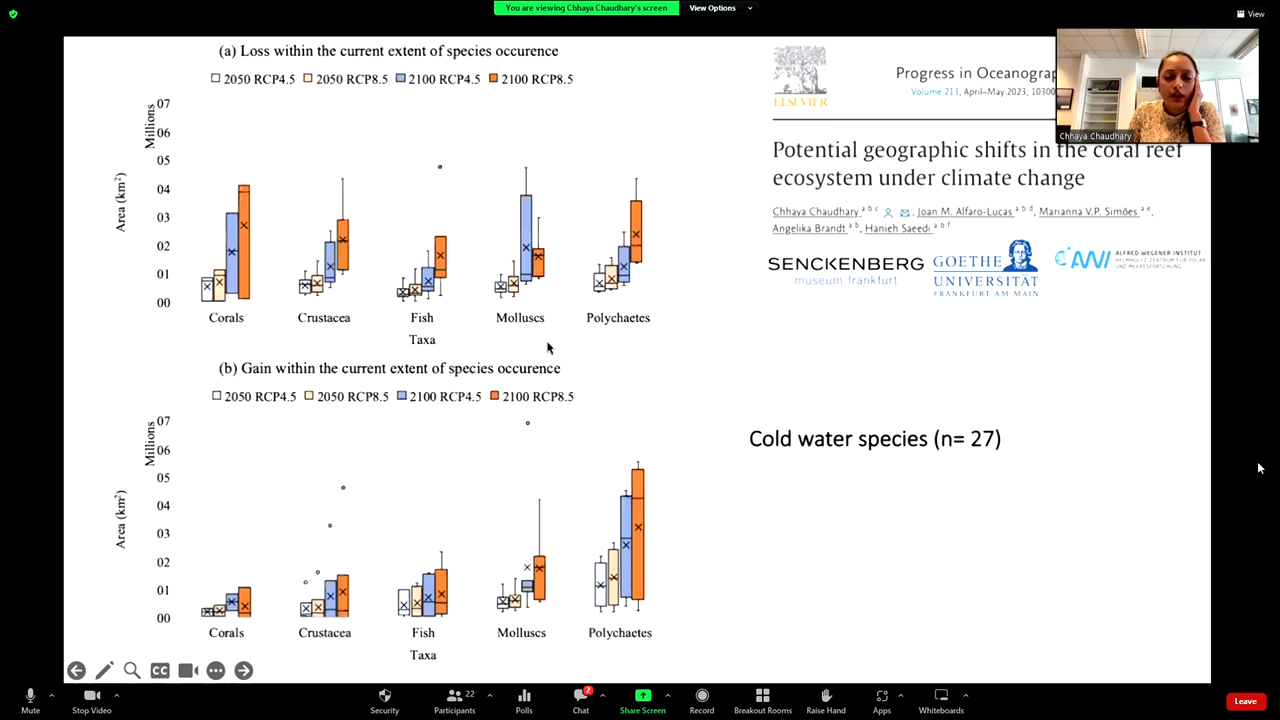 You are viewing Chhaya Chaudhary's screen
View Options
View
(a) Loss within the current extent of species occurence
2050 RCP4.5 2050 RCP8.5 2100 RCP4.5 2100 RCP8.5
Millions
Area (km²)
07
06
05
04
03
02
01
00
Corals Crustacea Fish Molluscs Polychaetes
Taxa
(b) Gain within the current extent of species occurence
2050 RCP4.5 2050 RCP8.5 2100 RCP4.5 2100 RCP8.5
Millions
Area (km²)
07
06
05
04
03
02
01
00
Corals Crustacea Fish Molluscs Polychaetes
Taxa
ELSEVIER
Progress in Oceanograp
Volume 213, April–May 2023, 10300
Chhaya Chaudhary
Potential geographic shifts in the coral reef
ecosystem under climate change
Chhaya Chaudhary a b c, Joan M. Alfaro-Lucas a b d, Marianna V.P. Simões a e,
Angelika Brandt a b, Hanieh Saeedi a b f
SENCKENBERG
museum frankfurt
GOETHE
UNIVERSITÄT
FRANKFURT AM MAIN
AWI
ALFRED WEGENER INSTITUT
HELMHOLTZ ZENTRUM FÜR POLAR
UND MEERESFORSCHUNG
Cold water species (n= 27)
CC
Mute
Stop Video
Security
22
Participants
Polls
2
Chat
Share Screen
Record
Breakout Rooms
Raise Hand
Apps
Whiteboards
Leave